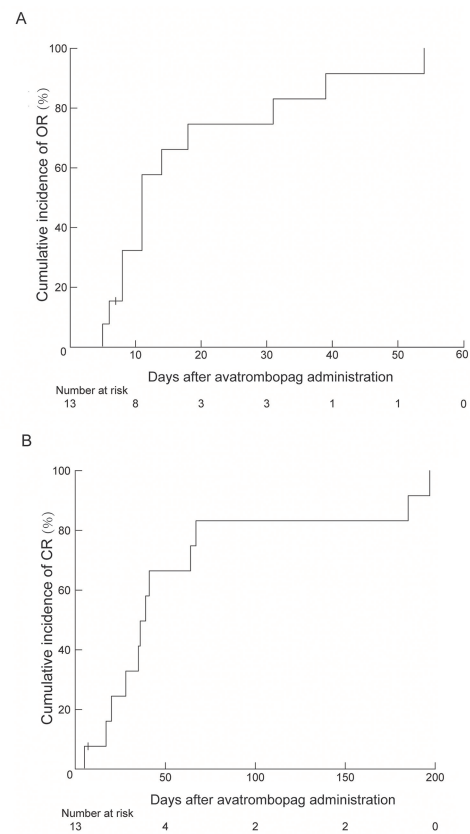 A
Cumulative incidence of OR (%)
100
80
60
40
20
0
10 20 30 40 50 60
Days after avatrombopag administration
Number at risk
13 8 3 3 1 1 0
B
Cumulative incidence of CR (%)
100
80
60
40
20
0
50 100 150 200
Days after avatrombopag administration
Number at risk
13 4 2 2 0